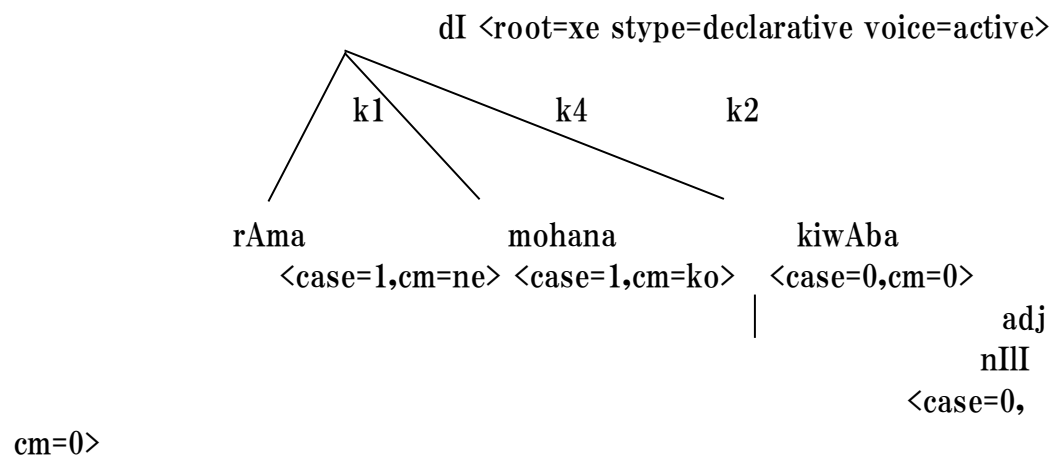 dI <root=xe stype=declarative voice=active>
k1 k4 k2
rAma mohana kiwAba
<case=1,cm=ne> <case=1,cm=ko> <case=0,cm=0>
adj
nIlI
<case=0,
cm=0>